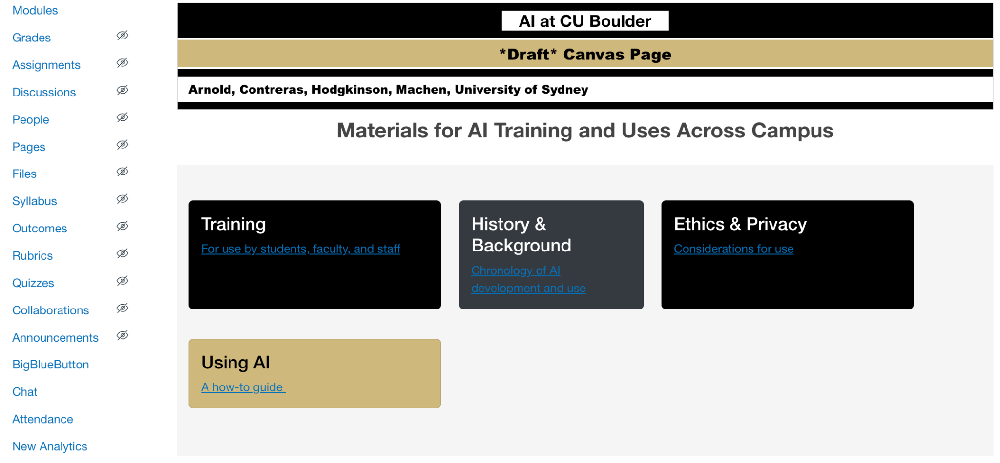 Modules
Grades
Assignments
Discussions
People
Pages
Files
Syllabus
Outcomes
Rubrics
Quizzes
Collaborations
Announcements
BigBlueButton
Chat
Attendance
New Analytics
AI at CU Boulder
*Draft* Canvas Page
Arnold, Contreras, Hodgkinson, Machen, University of Sydney
Materials for AI Training and Uses Across Campus
Training
For use by students, faculty, and staff
History &
Background
Chronology of AI
development and use
Ethics & Privacy
Considerations for use
Using AI
A how-to guide